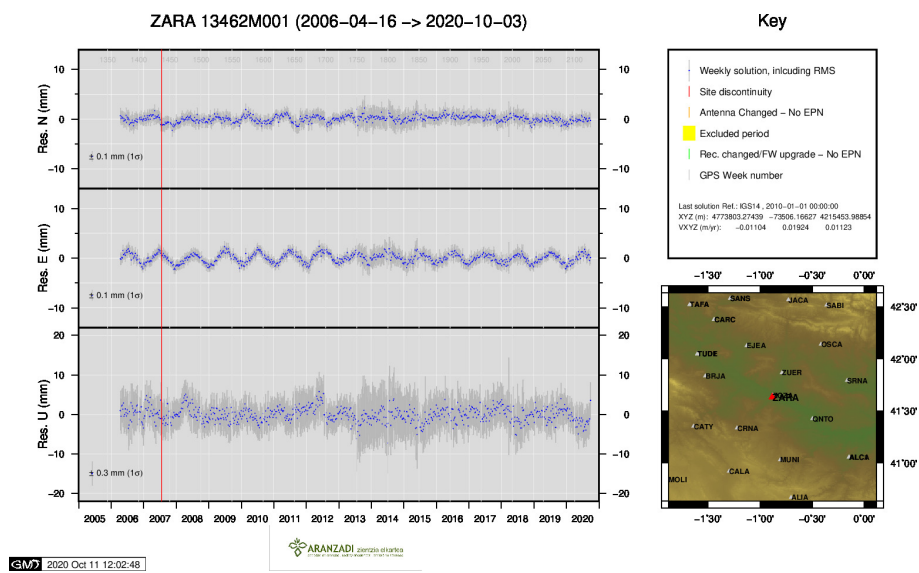 ZARA 13462M001 (2006−04−16 −> 2020−10−03)
1350 1400 1450 1500 1550 1600 1650 1700 1750 1800 1850 1900 1950 2000 2050 2100
Res. N (mm)
10 10
0 0
−10 −10
± 0.1 mm (1σ)
Res. E (mm)
10 10
0 0
−10 −10
± 0.1 mm (1σ)
Res. U (mm)
20 20
10 10
0 0
−10 −10
−20 −20
± 0.3 mm (1σ)
2005 2006 2007 2008 2009 2010 2011 2012 2013 2014 2015 2016 2017 2018 2019 2020
Key
Weekly solution, inlcuding RMS
Site discontinuity
Antenna Changed − No EPN
Excluded period
Rec. changed/FW upgrade − No EPN
GPS Week number
Last solution Ref.: IGS14 , 2010−01−01 00:00:00
XYZ (m): 4773803.27439 −73506.16627 4215453.98854
VXYZ (m/yr): −0.01104 0.01924 0.01123
−1˚30' −1˚00' −0˚30' 0˚00'
42˚30'
42˚00'
41˚30'
41˚00'
TAFA SANS JACA SABI
CARC
TUDE EJEA OSCA
BRJA ZUER SRNA
ZARA
CATY CRNA QNTO
CALA MUNI ALCA
MOLI ALIA
−1˚30' −1˚00' −0˚30' 0˚00'
ARANZADI zientzia elkartea
GMT 2020 Oct 11 12:02:48